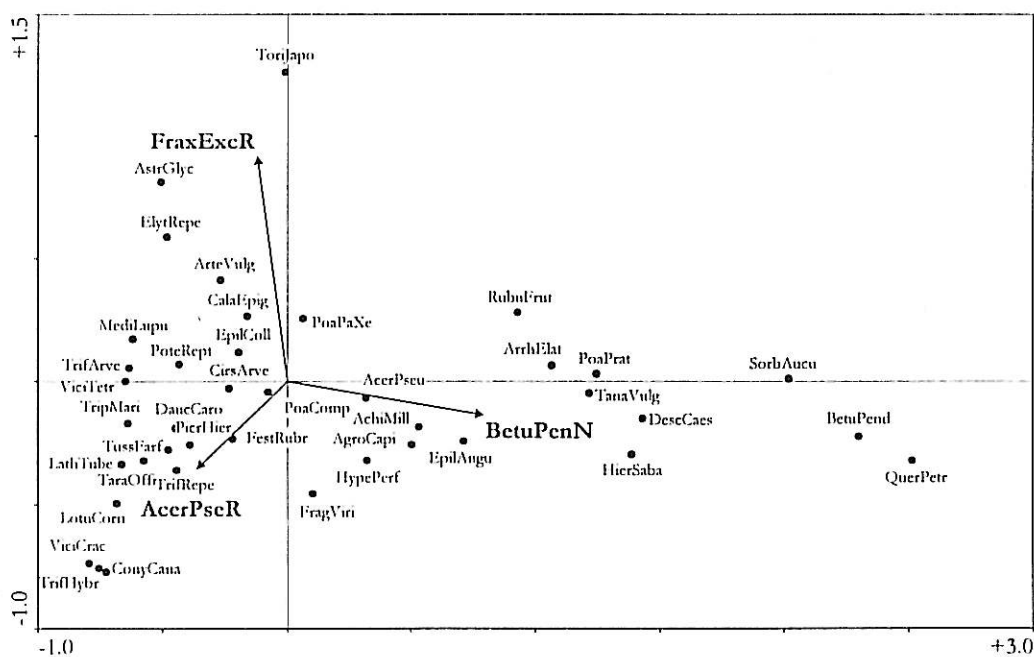 +1.5
ToriJapo
FraxExcR
AstrGlyc
ElytRepe
ArteVulg
CalaEpig
RubuFrut
PoaPaXe
MediLupu
EpilColl
PoteRept
ArrhElat
PoaPrat
SorbAucu
TrifArve
CirsArve
AcerPseu
ViciTetr
TanaVulg
TripMari
DaucCaro
PoaComp
AchiMill
BetuPenN
DescCaes
BetuPend
PierHier
FestRubr
AgroCapi
EpilAngu
TussFarf
HierSaba
LathTube
TaraOffi
TrifRepe
HypePerf
QuerPetr
LotuCorn
AcerPseR
FragViri
ViciCrac
TrifHybr
ConyCana
-1.0
-1.0
+3.0